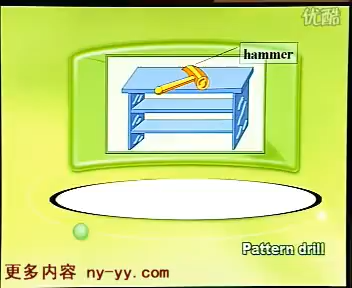 优酷
hammer
Pattern drill
更多内容 ny-yy.com